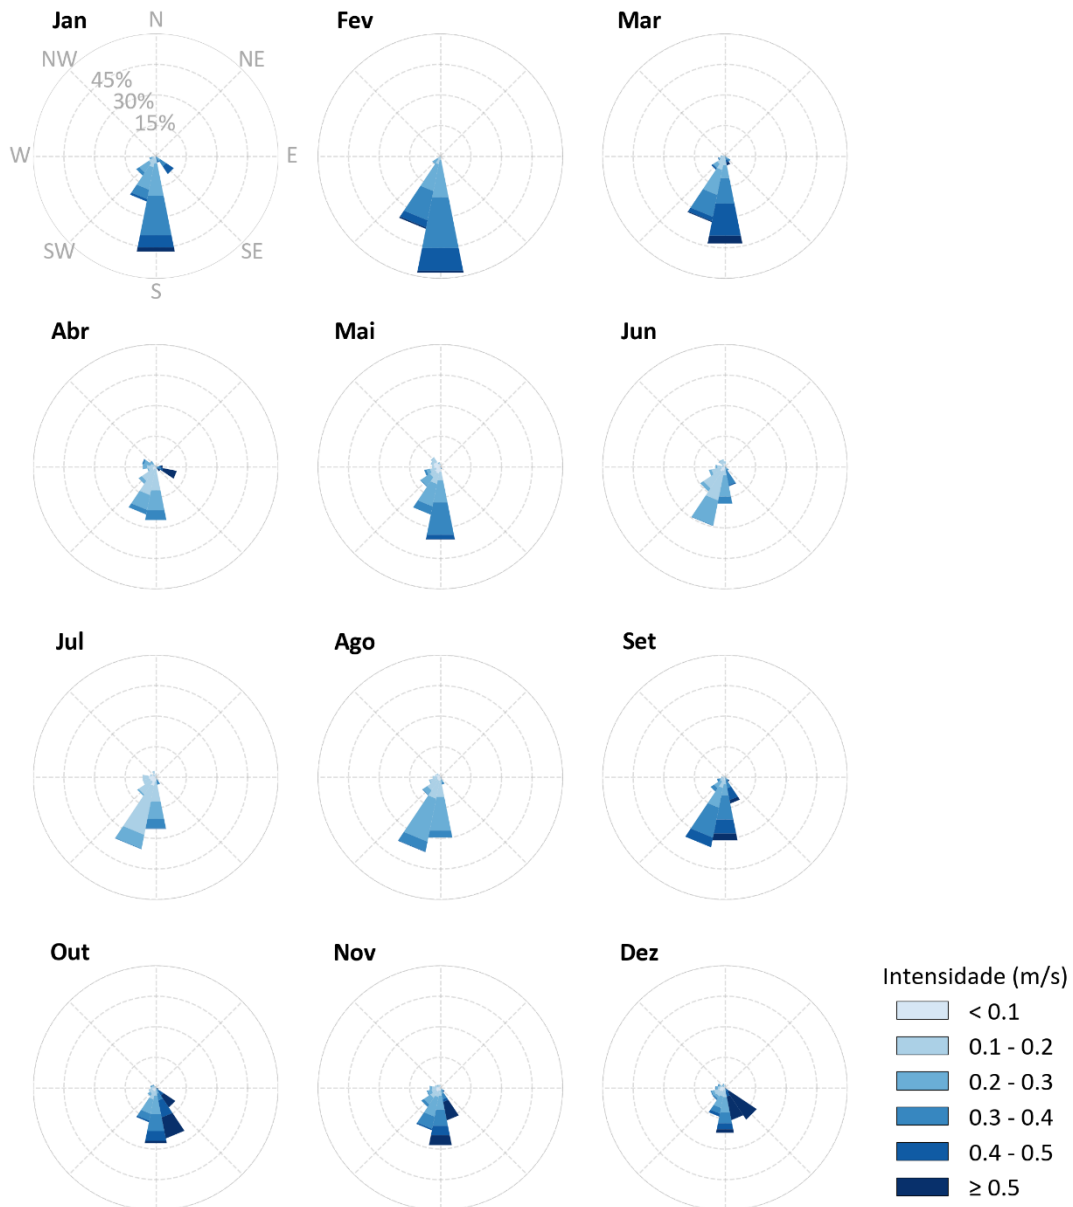 Jan
N
Fev
Mar
NW
NE
45%
30%
15%
W
E
SW
SE
S
Abr
Mai
Jun
Jul
Ago
Set
Out
Nov
Dez
Intensidade (m/s)
< 0.1
0.1 - 0.2
0.2 - 0.3
0.3 - 0.4
0.4 - 0.5
≥ 0.5